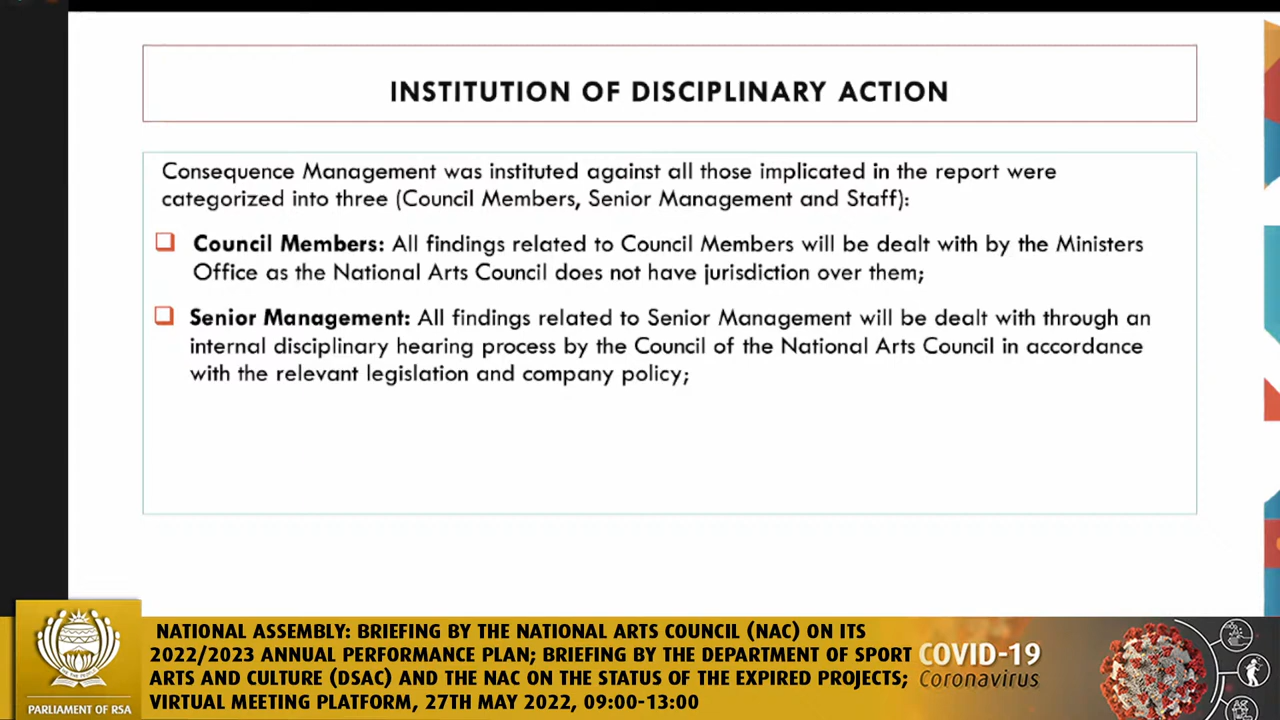 INSTITUTION OF DISCIPLINARY ACTION
Consequence Management was instituted against all those implicated in the report were
categorized into three (Council Members, Senior Management and Staff):
Council Members: All findings related to Council Members will be dealt with by the Ministers
Office as the National Arts Council does not have jurisdiction over them;
Senior Management: All findings related to Senior Management will be dealt with through an
internal disciplinary hearing process by the Council of the National Arts Council in accordance
with the relevant legislation and company policy;
NATIONAL ASSEMBLY: BRIEFING BY THE NATIONAL ARTS COUNCIL (NAC) ON ITS
2022/2023 ANNUAL PERFORMANCE PLAN; BRIEFING BY THE DEPARTMENT OF SPORT
ARTS AND CULTURE (DSAC) AND THE NAC ON THE STATUS OF THE EXPIRED PROJECTS;
VIRTUAL MEETING PLATFORM, 27TH MAY 2022, 09:00-13:00
PARLIAMENT OF RSA
COVID-19
Coronavirus